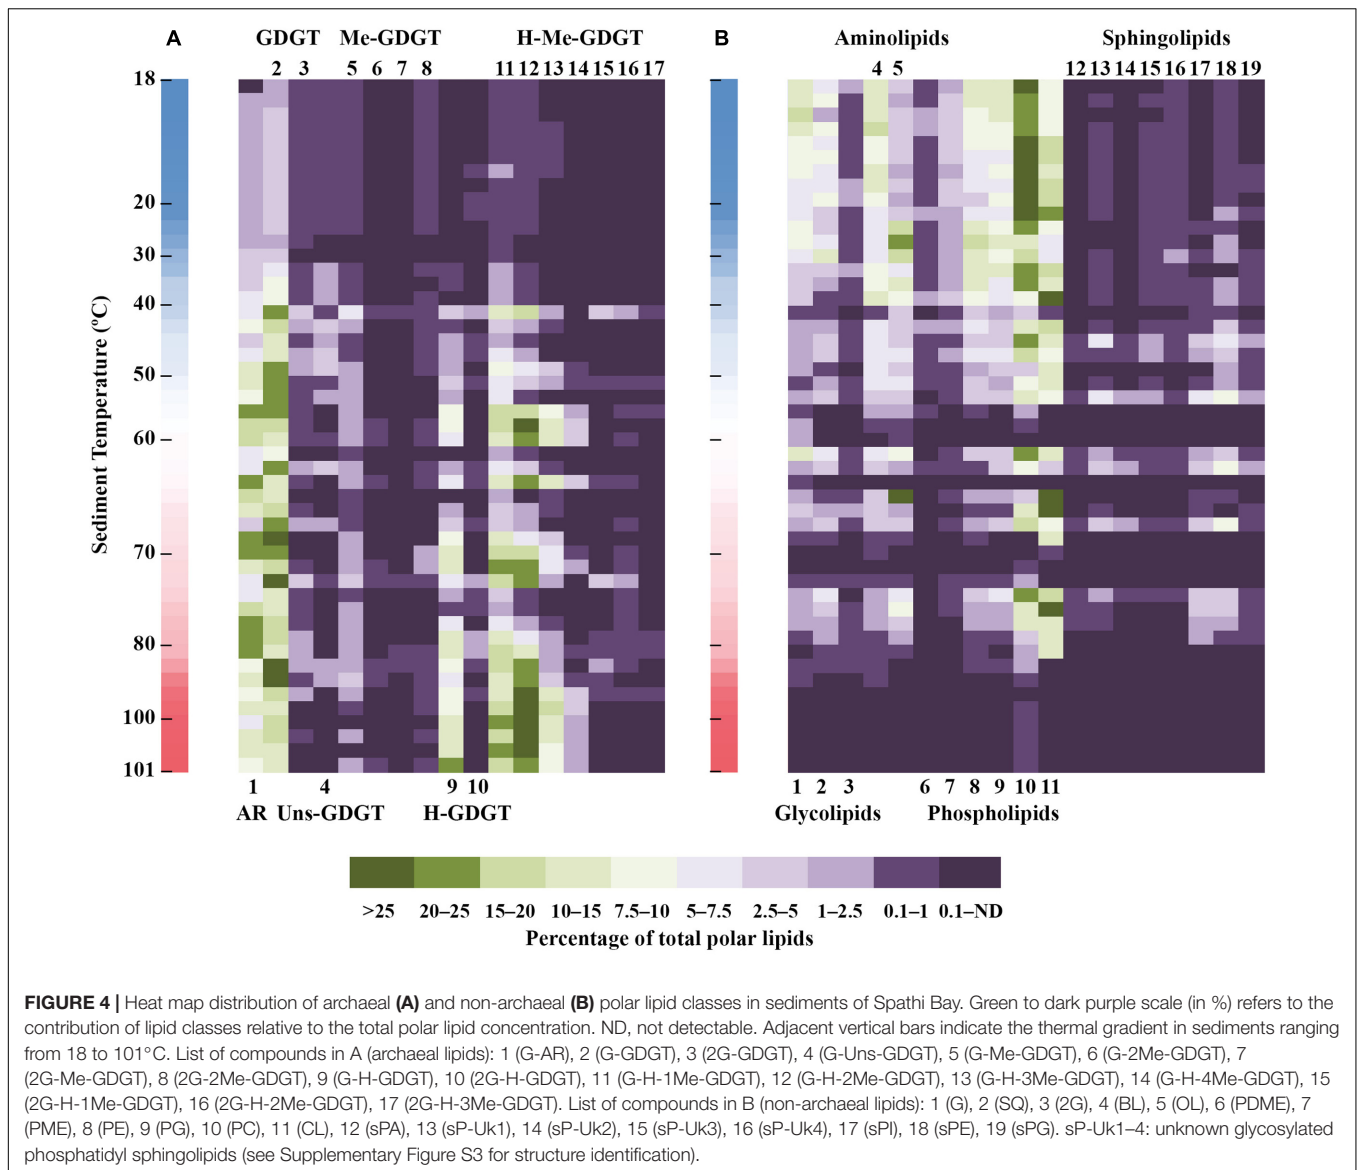 A GDGT Me-GDGT H-Me-GDGT B Aminolipids Sphingolipids
2 3 5 6 7 8 11 12 13 14 15 16 17 4 5 12 13 14 15 16 17 18 19
18
20
30
40
50
60
70
80
100
101
Sediment Temperature (ºC)
1 4 9 10 1 2 3 6 7 8 9 10 11
AR Uns-GDGT H-GDGT Glycolipids Phospholipids
>25 20–25 15–20 10–15 7.5–10 5–7.5 2.5–5 1–2.5 0.1–1 0.1–ND
Percentage of total polar lipids
FIGURE 4 | Heat map distribution of archaeal (A) and non-archaeal (B) polar lipid classes in sediments of Spathi Bay. Green to dark purple scale (in %) refers to the
contribution of lipid classes relative to the total polar lipid concentration. ND, not detectable. Adjacent vertical bars indicate the thermal gradient in sediments ranging
from 18 to 101°C. List of compounds in A (archaeal lipids): 1 (G-AR), 2 (G-GDGT), 3 (2G-GDGT), 4 (G-Uns-GDGT), 5 (G-Me-GDGT), 6 (G-2Me-GDGT), 7
(2G-Me-GDGT), 8 (2G-2Me-GDGT), 9 (G-H-GDGT), 10 (2G-H-GDGT), 11 (G-H-1Me-GDGT), 12 (G-H-2Me-GDGT), 13 (G-H-3Me-GDGT), 14 (G-H-4Me-GDGT), 15
(2G-H-1Me-GDGT), 16 (2G-H-2Me-GDGT), 17 (2G-H-3Me-GDGT). List of compounds in B (non-archaeal lipids): 1 (G), 2 (SQ), 3 (2G), 4 (BL), 5 (OL), 6 (PDME), 7
(PME), 8 (PE), 9 (PG), 10 (PC), 11 (CL), 12 (sPA), 13 (sP-Uk1), 14 (sP-Uk2), 15 (sP-Uk3), 16 (sP-Uk4), 17 (sPI), 18 (sPE), 19 (sPG). sP-Uk1–4: unknown glycosylated
phosphatidyl sphingolipids (see Supplementary Figure S3 for structure identification).